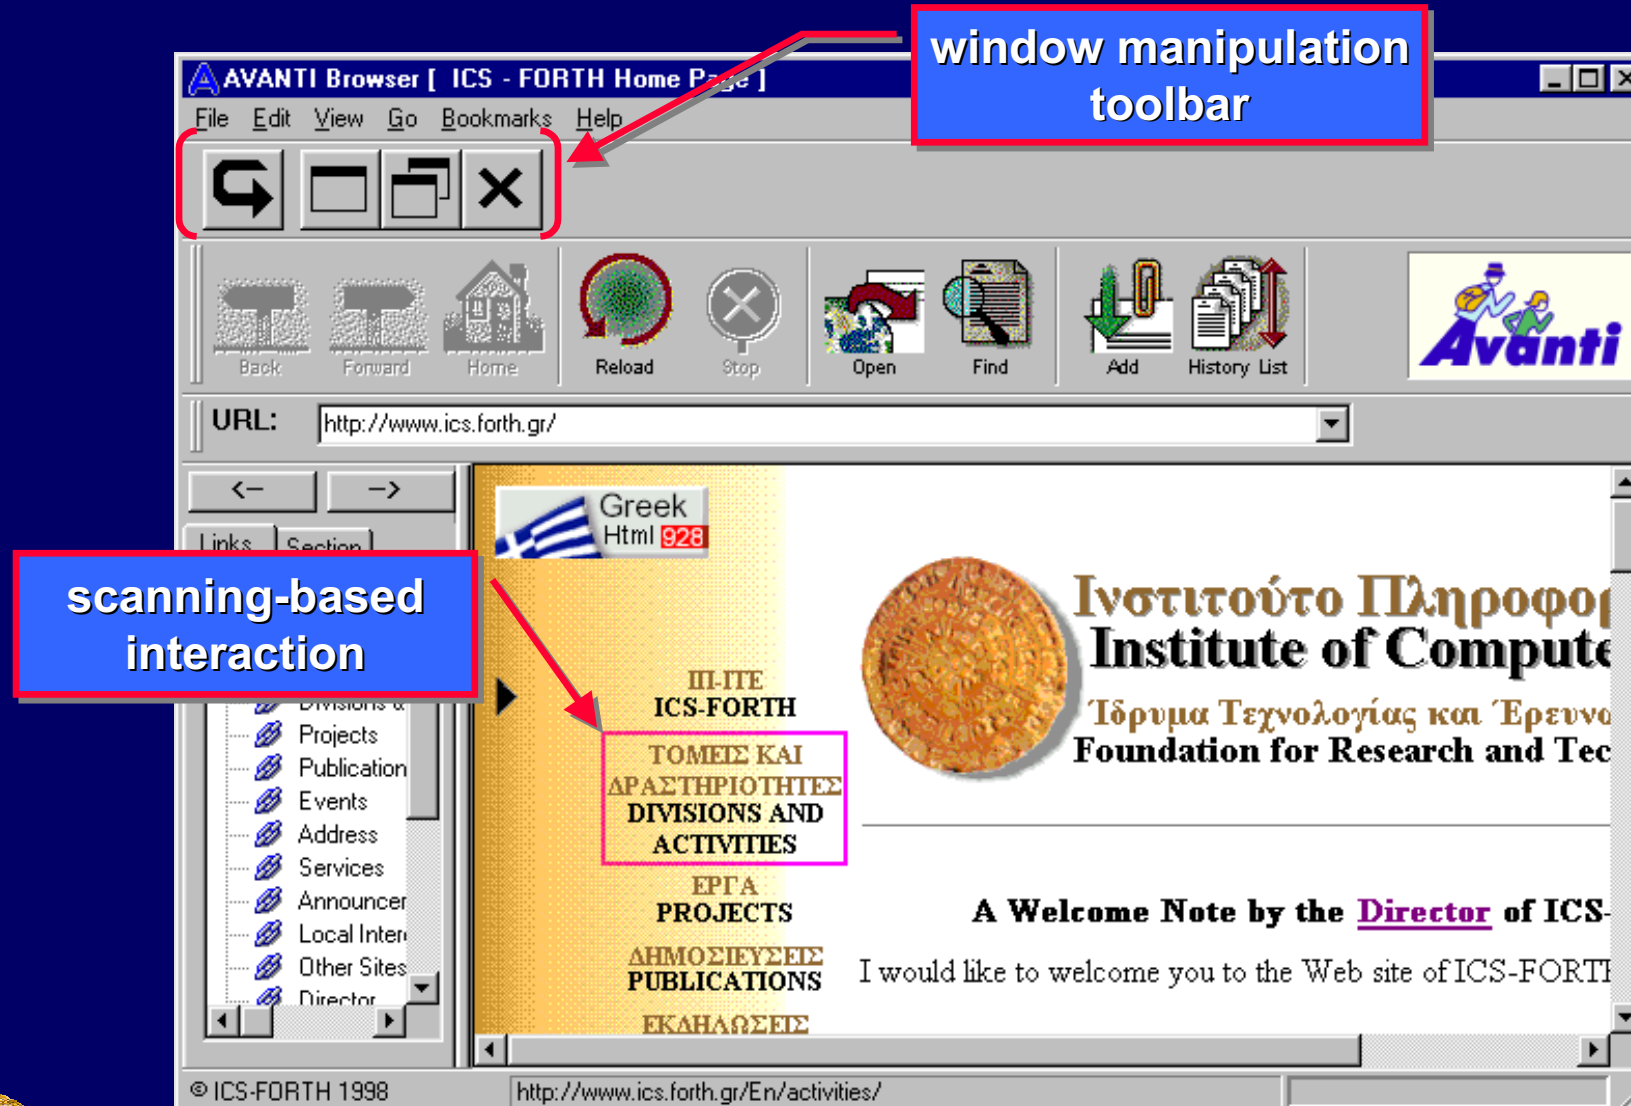 window manipulation
toolbar
AVANTI Browser [ ICS - FORTH Home Page ]
File Edit View Go Bookmarks Help
Back Forward Home Reload Stop Open Find Add History List
Avanti
URL: http://www.ics.forth.gr/
<-- -->
Links Section
Greek
Html 928
scanning-based
interaction
Divisions &
Projects
Publication
Events
Address
Services
Announcer
Local Inter
Other Sites
Director
ΙΠ-ΙΤΕ
ICS-FORTH
ΤΟΜΕΙΣ ΚΑΙ
ΔΡΑΣΤΗΡΙΟΤΗΤΕΣ
DIVISIONS AND
ACTIVITIES
ΕΡΓΑ
PROJECTS
ΔΗΜΟΣΙΕΥΣΕΙΣ
PUBLICATIONS
ΕΚΔΗΛΩΣΕΙΣ
Ινστιτούτο Πληροφορ
Institute of Compute
Ίδρυμα Τεχνολογίας και Έρευνα
Foundation for Research and Tec
A Welcome Note by the Director of ICS-
I would like to welcome you to the Web site of ICS-FORTH
© ICS-FORTH 1998
http://www.ics.forth.gr/En/activities/